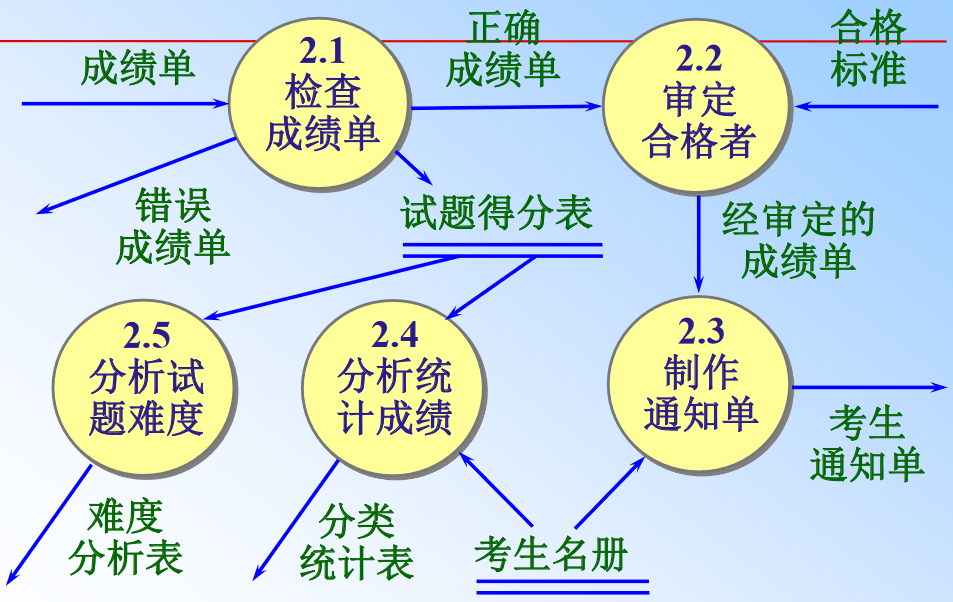 成绩单
2.1
检查
成绩单
正确
成绩单
2.2
审定
合格者
合格
标准
错误
成绩单
试题得分表
经审定的
成绩单
2.5
分析试
题难度
2.4
分析统
计成绩
2.3
制作
通知单
考生
通知单
难度
分析表
分类
统计表
考生名册